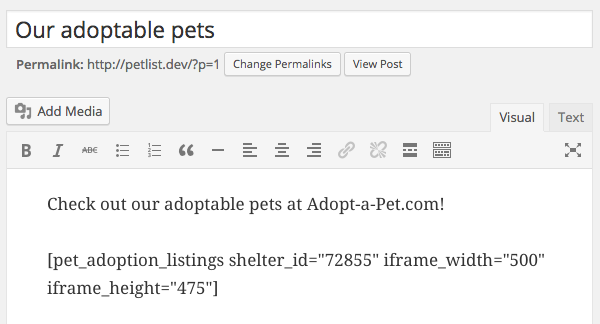 Our adoptable pets
Permalink: http://petlist.dev/?p=1 Change Permalinks View Post
Add Media
Visual Text
B I ABC
Check out our adoptable pets at Adopt-a-Pet.com!
[pet_adoption_listings shelter_id="72855" iframe_width="500"
iframe_height="475"]